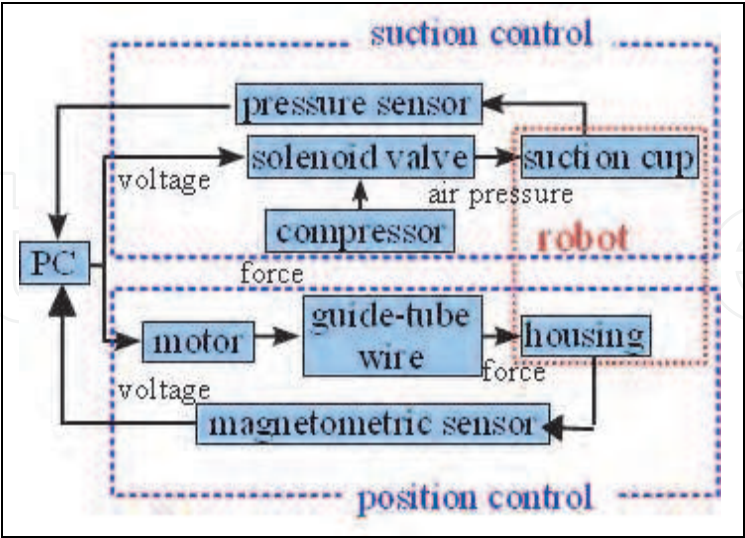 suction control
pressure sensor
solenoid valve
suction cup
voltage
air pressure
compressor
robot
PC
force
guide-tube
wire
motor
housing
force
voltage
magnetometric sensor
position control